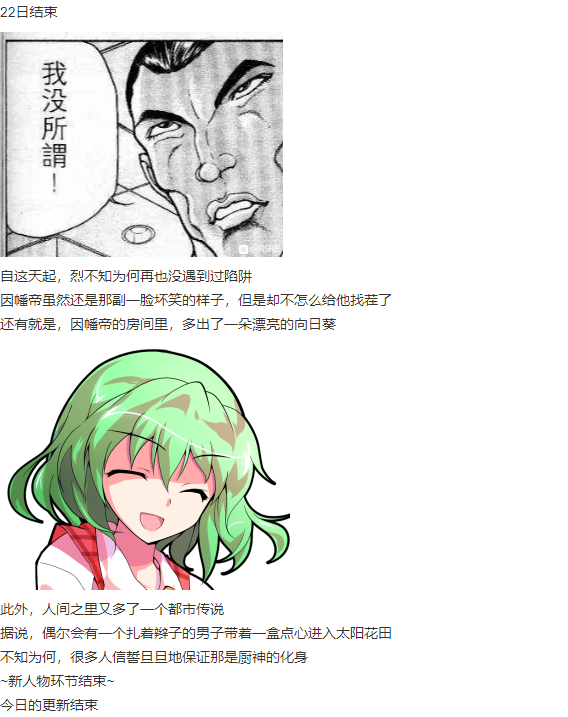 22日结束
我没所謂！
自这天起，烈不知为何再也没遇到过陷阱
因幡帝虽然还是那副一脸坏笑的样子，但是却不怎么给他找茬了
还有就是，因幡帝的房间里，多出了一朵漂亮的向日葵
此外，人间之里又多了一个都市传说
据说，偶尔会有一个扎着辫子的男子带着一盒点心进入太阳花田
不知为何，很多人信誓旦旦地保证那是厨神的化身
~新人物环节结束~
今日的更新结束